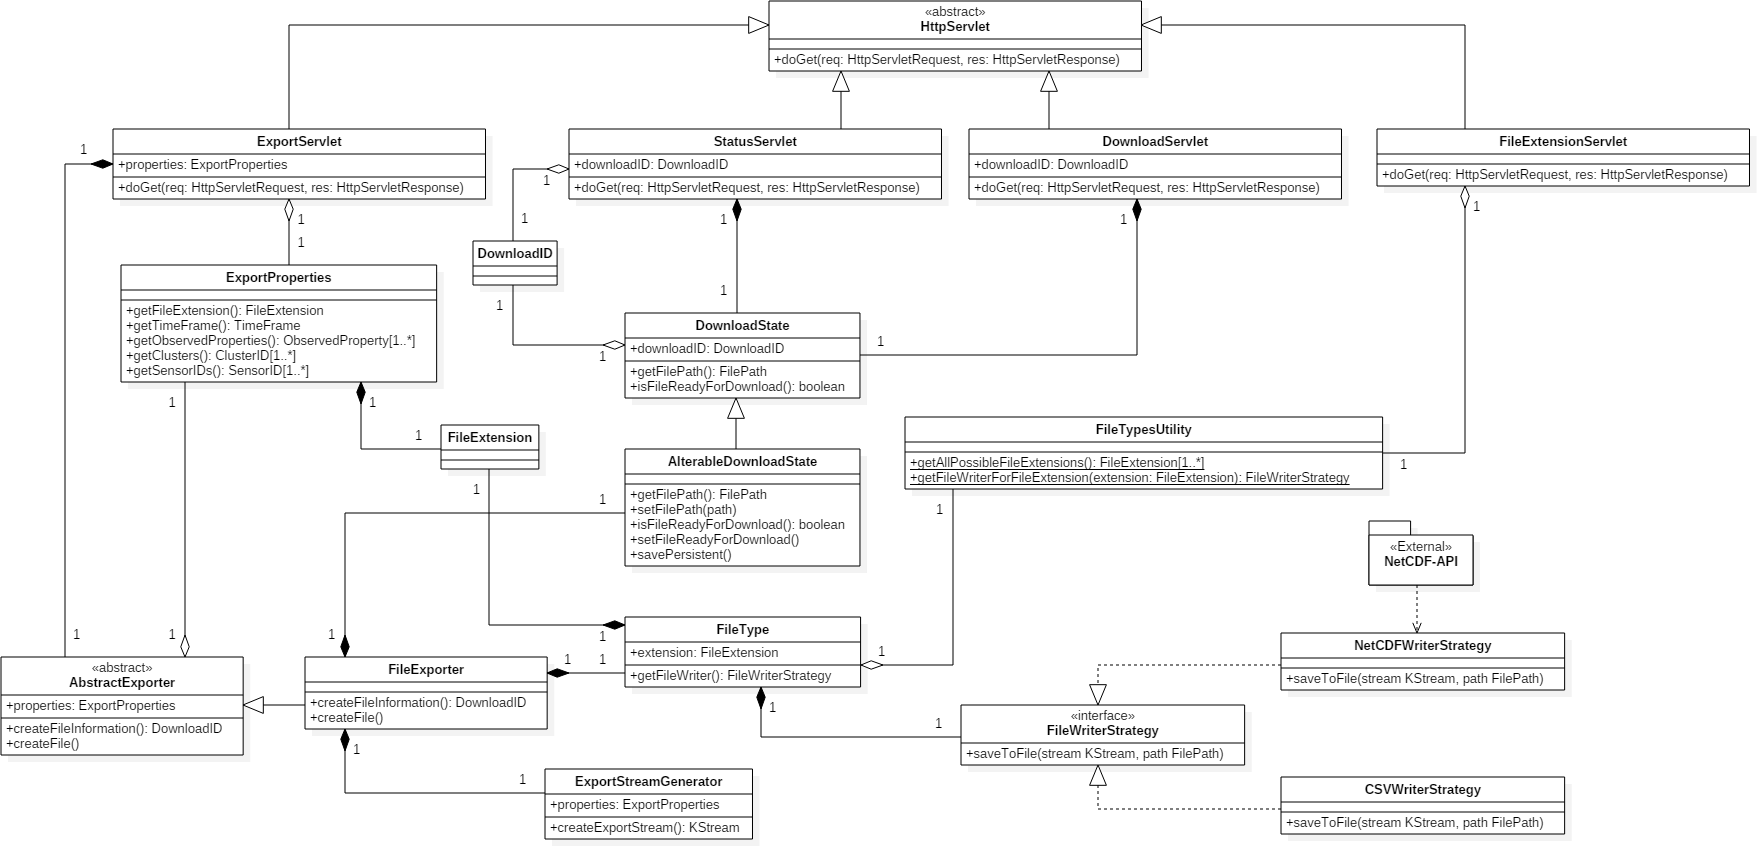 «abstract»
HttpServlet
+doGet(req: HttpServletRequest, res: HttpServletResponse)
ExportServlet
+properties: ExportProperties
+doGet(req: HttpServletRequest, res: HttpServletResponse)
StatusServlet
+downloadID: DownloadID
+doGet(req: HttpServletRequest, res: HttpServletResponse)
DownloadServlet
+downloadID: DownloadID
+doGet(req: HttpServletRequest, res: HttpServletResponse)
FileExtensionServlet
+doGet(req: HttpServletRequest, res: HttpServletResponse)
1
1
1
1
1
1
1
1
1
DownloadID
ExportProperties
+getFileExtension(): FileExtension
+getTimeFrame(): TimeFrame
+getObservedProperties(): ObservedProperty[1..*]
+getClusters(): ClusterID[1..*]
+getSensorIDs(): SensorID[1..*]
1
1
1
1
DownloadState
+downloadID: DownloadID
+getFilePath(): FilePath
+isFileReadyForDownload(): boolean
1
1
1
1
FileExtension
1
FileTypesUtility
+getAllPossibleFileExtensions(): FileExtension[1..*]
+getFileWriterForFileExtension(extension: FileExtension): FileWriterStrategy
1
1
AlterableDownloadState
+getFilePath(): FilePath
+setFilePath(path)
+isFileReadyForDownload(): boolean
+setFileReadyForDownload()
+savePersistent()
1
«External»
NetCDF-API
1
1
1
1
FileType
+extension: FileExtension
+getFileWriter(): FileWriterStrategy
1
1
1
1
1
NetCDFWriterStrategy
+saveToFile(stream KStream, path FilePath)
«abstract»
AbstractExporter
+properties: ExportProperties
+createFileInformation(): DownloadID
+createFile()
FileExporter
+createFileInformation(): DownloadID
+createFile()
1
1
«interface»
FileWriterStrategy
+saveToFile(stream KStream, path FilePath)
ExportStreamGenerator
+properties: ExportProperties
+createExportStream(): KStream
CSVWriterStrategy
+saveToFile(stream KStream, path FilePath)